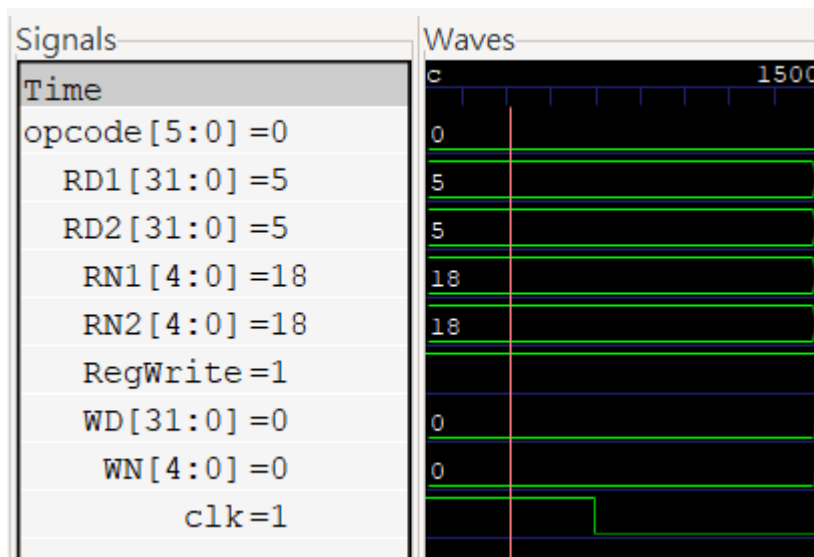 Signals
Waves
Time
c 1500
opcode[5:0]=0
0
RD1[31:0]=5
5
RD2[31:0]=5
5
RN1[4:0]=18
18
RN2[4:0]=18
18
RegWrite=1
WD[31:0]=0
0
WN[4:0]=0
0
clk=1